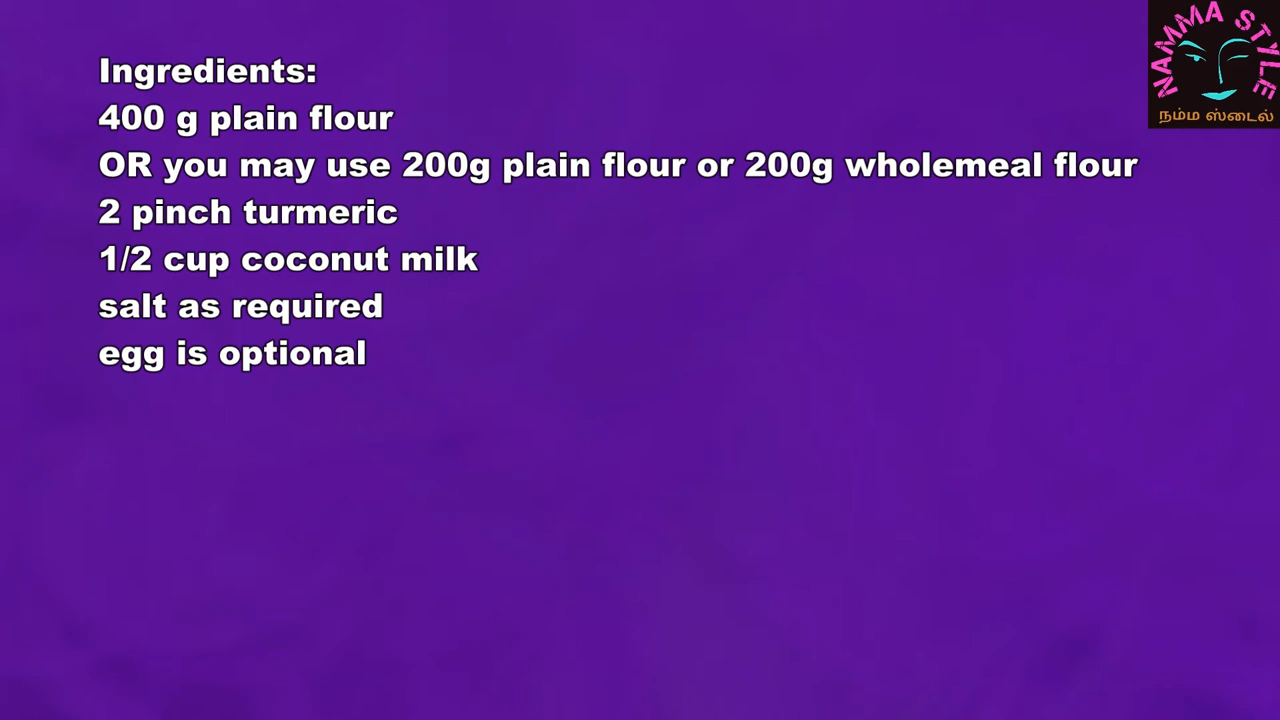 NAMMA STYLE
நம்ம ஸ்டைல்
Ingredients:
400 g plain flour
OR you may use 200g plain flour or 200g wholemeal flour
2 pinch turmeric
1/2 cup coconut milk
salt as required
egg is optional